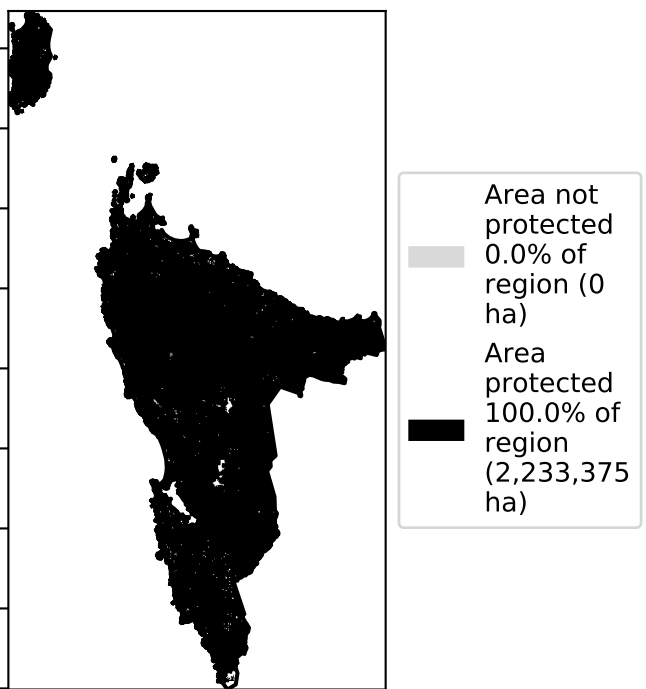 Area not
protected
0.0% of
region (0
ha)
Area
protected
100.0% of
region
(2,233,375
ha)